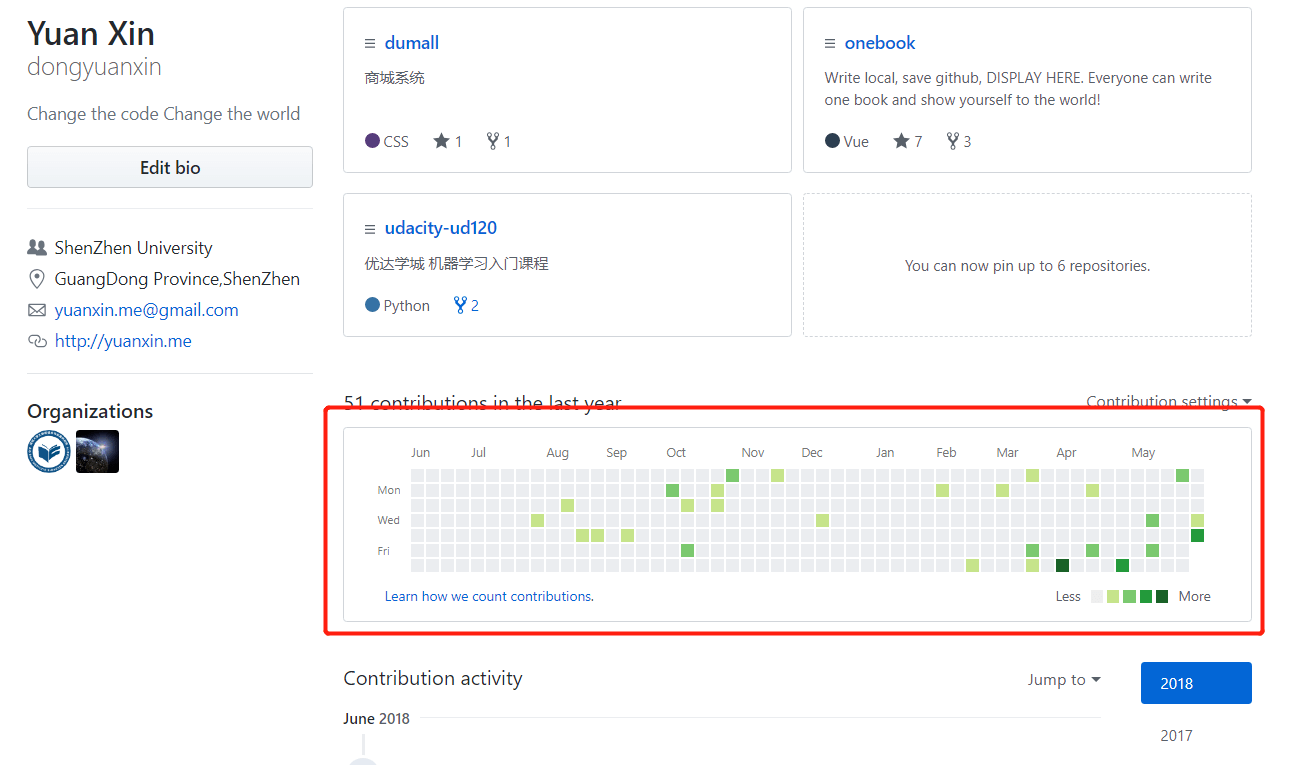 Yuan Xin
dongyuanxin
Change the code Change the world
Edit bio
ShenZhen University
GuangDong Province,ShenZhen
yuanxin.me@gmail.com
http://yuanxin.me
Organizations
dumall
商城系统
CSS 1 1
onebook
Write local, save github, DISPLAY HERE. Everyone can write
one book and show yourself to the world!
Vue 7 3
udacity-ud120
优达学城 机器学习入门课程
Python 2
You can now pin up to 6 repositories.
51 contributions in the last year
Contribution settings
Jun Jul Aug Sep Oct Nov Dec Jan Feb Mar Apr May
Mon
Wed
Fri
Learn how we count contributions.
Less More
Contribution activity
Jump to
2018
2017
June 2018